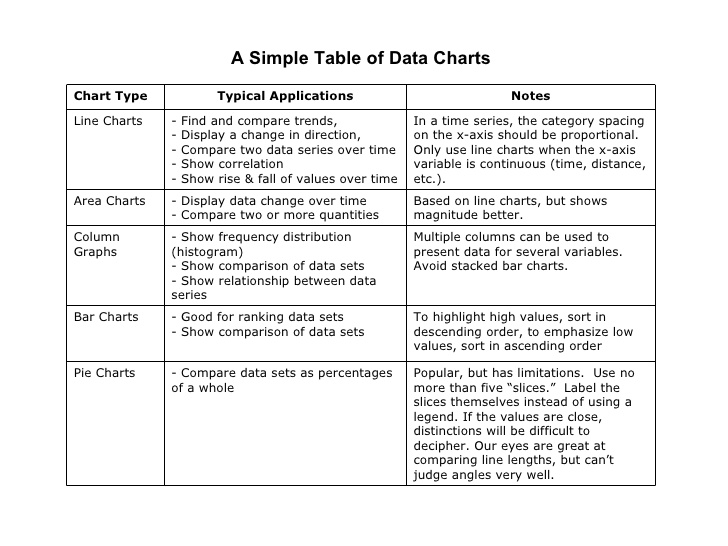 A Simple Table of Data Charts
Chart Type
Typical Applications
Notes
Line Charts
- Find and compare trends,
- Display a change in direction,
- Compare two data series over time
- Show correlation
- Show rise & fall of values over time
In a time series, the category spacing
on the x-axis should be proportional.
Only use line charts when the x-axis
variable is continuous (time, distance,
etc.).
Area Charts
- Display data change over time
- Compare two or more quantities
Based on line charts, but shows
magnitude better.
Column
Graphs
- Show frequency distribution
(histogram)
- Show comparison of data sets
- Show relationship between data
series
Multiple columns can be used to
present data for several variables.
Avoid stacked bar charts.
Bar Charts
- Good for ranking data sets
- Show comparison of data sets
To highlight high values, sort in
descending order, to emphasize low
values, sort in ascending order
Pie Charts
- Compare data sets as percentages
of a whole
Popular, but has limitations.  Use no
more than five “slices.”  Label the
slices themselves instead of using a
legend. If the values are close,
distinctions will be difficult to
decipher. Our eyes are great at
comparing line lengths, but can’t
judge angles very well.